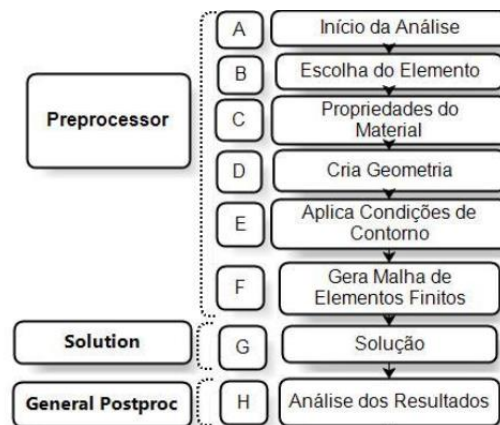 A
Início da Análise
B
Escolha do Elemento
Preprocessor
C
Propriedades do
Material
D
Cria Geometria
E
Aplica Condições de
Contorno
F
Gera Malha de
Elementos Finitos
Solution
G
Solução
General Postproc
H
Análise dos Resultados